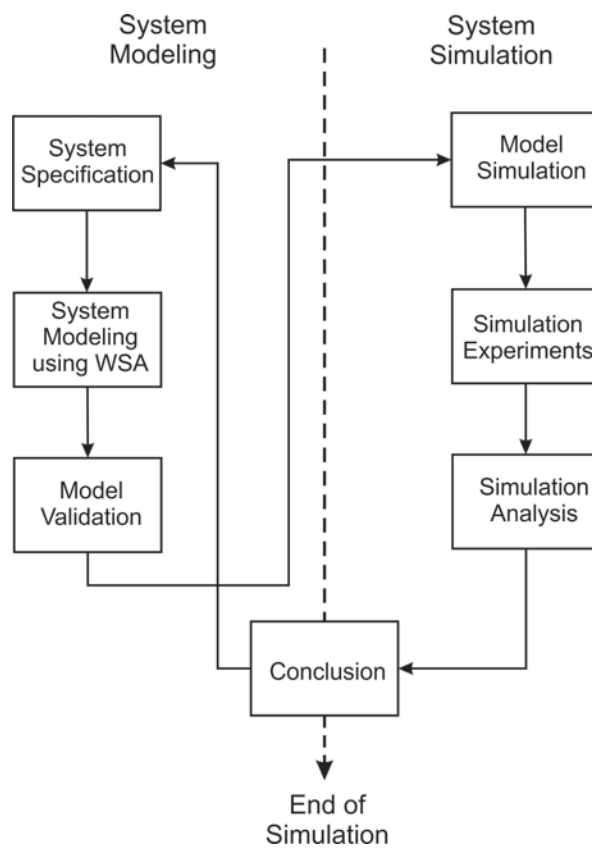 System
Modeling
System
Simulation
System
Specification
System
Modeling
using WSA
Model
Validation
Model
Simulation
Simulation
Experiments
Simulation
Analysis
Conclusion
End of
Simulation